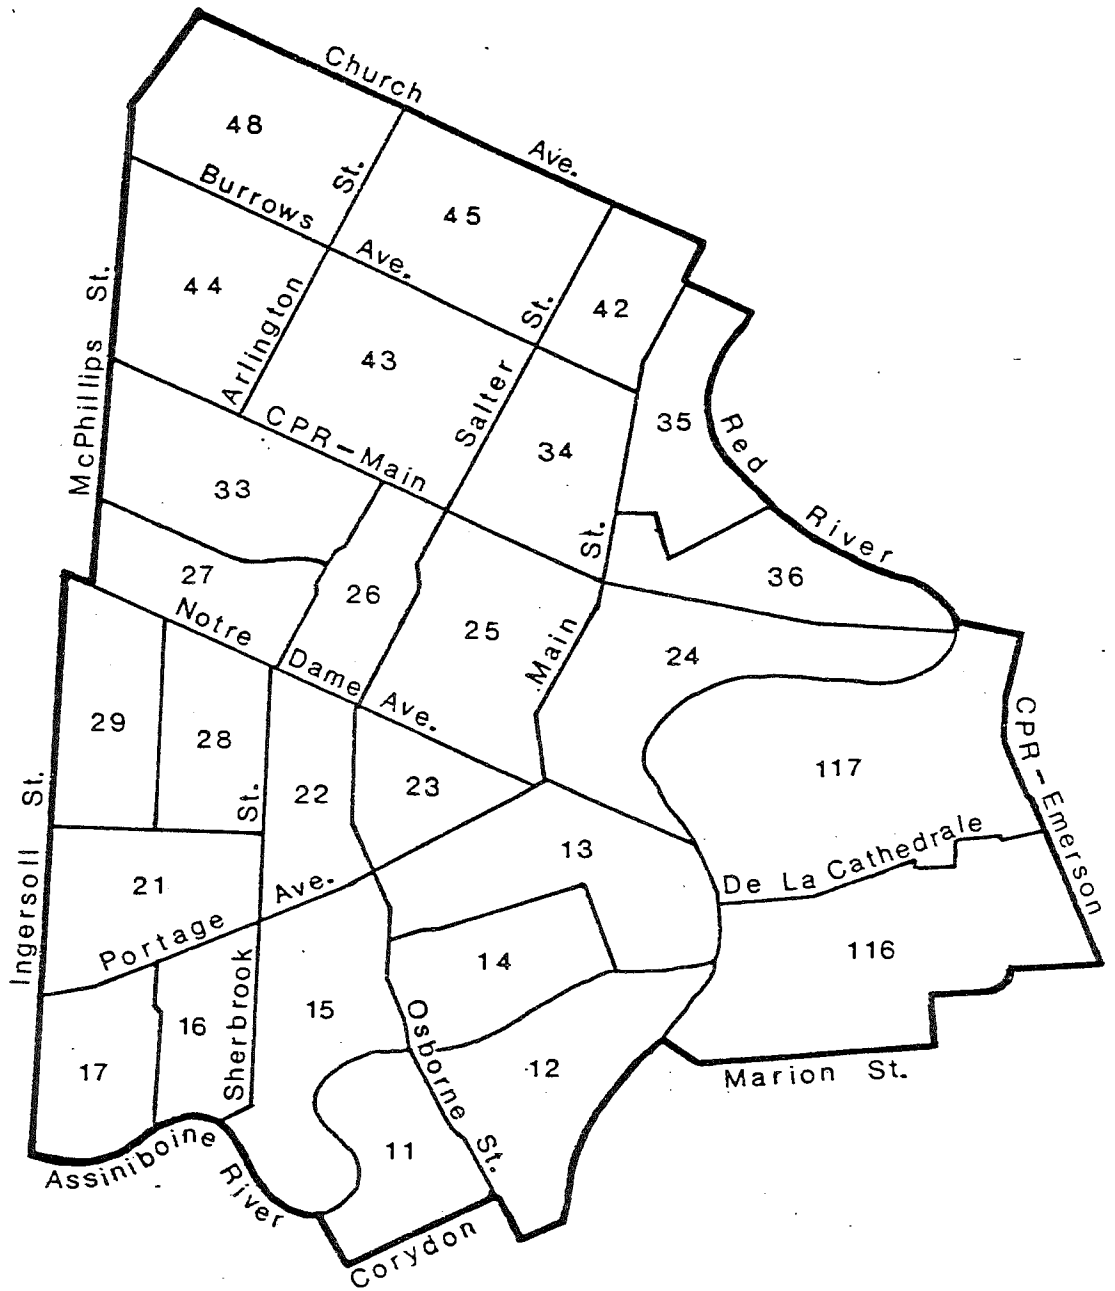 Church Ave.
48
Burrows Ave.
45
Arlington St.
44
42
Salter St.
43
McPhillips St.
35
Red River
34
CPR-Main
33
36
27
26
25
Notre Dame Ave.
24
Main St.
29
28
117
22
23
CPR-Emerson
Ingersoll St.
13
De La Cathedrale
21
Portage Ave.
116
14
15
16
Sherbrook St.
Osborne St.
17
12
Marion St.
11
Assiniboine River
Corydon